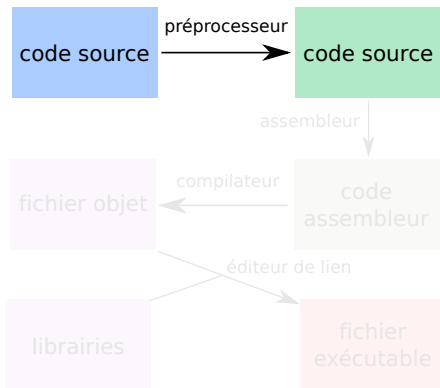 préprocesseur
code source
code source
assembleur
fichier objet
compilateur
code
assembleur
éditeur de lien
librairies
fichier
exécutable